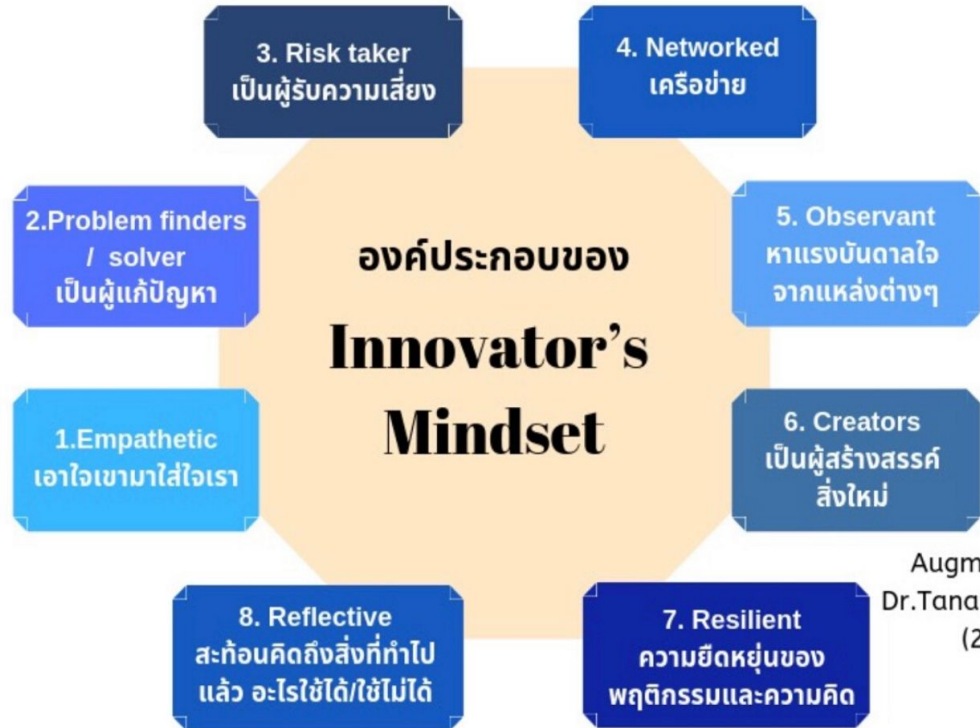 องค์ประกอบของ
Innovator’s
Mindset
1.Empathetic
เอาใจเขามาใส่ใจเรา
2.Problem finders
/ solver
เป็นผู้แก้ปัญหา
3. Risk taker
เป็นผู้รับความเสี่ยง
4. Networked
เครือข่าย
5. Observant
หาแรงบันดาลใจ
จากแหล่งต่างๆ
6. Creators
เป็นผู้สร้างสรรค์
สิ่งใหม่
7. Resilient
ความยืดหยุ่นของ
พฤติกรรมและความคิด
8. Reflective
สะท้อนคิดถึงสิ่งที่ทำไป
แล้ว อะไรใช้ได้/ใช้ไม่ได้